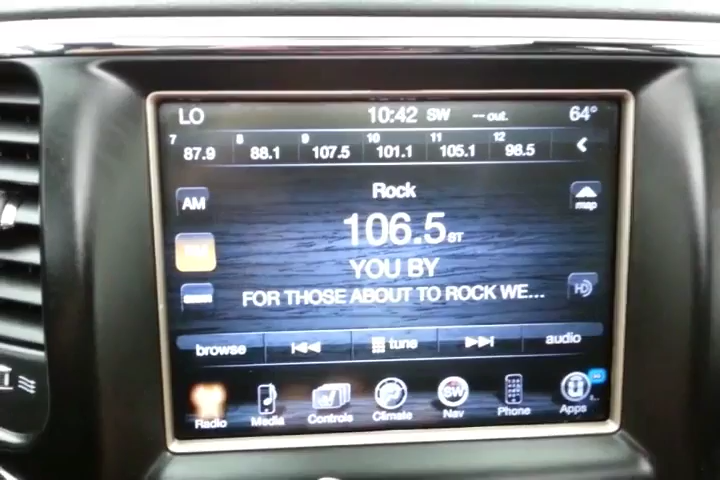 LO 10:42 SW -- out. 64°
7 87.9 8 88.1 9 107.5 10 101.1 11 105.1 12 98.5
Rock
AM
map
106.5 ST
YOU BY
FOR THOSE ABOUT TO ROCK WE...
HD
browse tune audio
Radio Media Controls Climate SW Nav Phone Apps